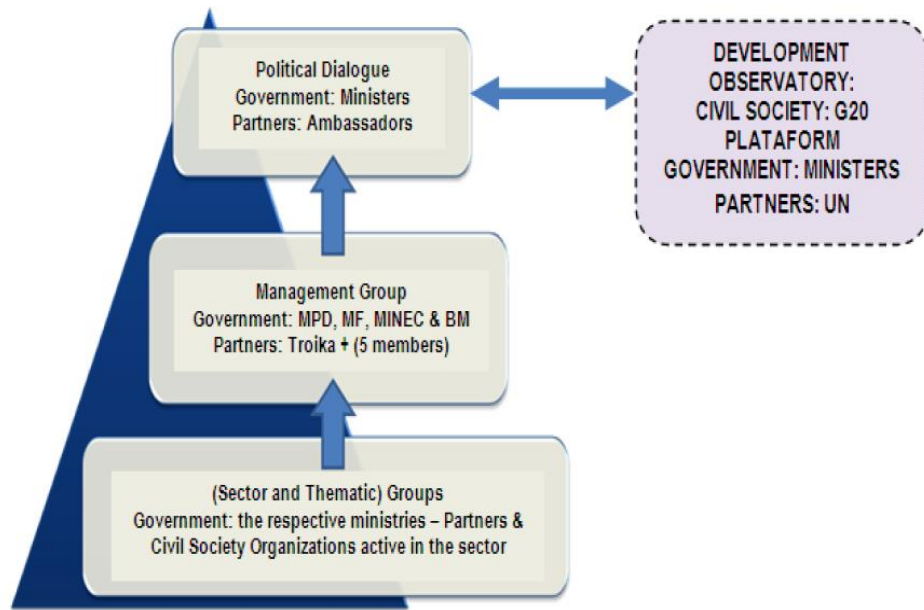 Political Dialogue
Government: Ministers
Partners: Ambassadors
DEVELOPMENT
OBSERVATORY:
CIVIL SOCIETY: G20
PLATAFORM
GOVERNMENT: MINISTERS
PARTNERS: UN
Management Group
Government: MPD, MF, MINEC & BM
Partners: Troika + (5 members)
(Sector and Thematic) Groups
Government: the respective ministries – Partners &
Civil Society Organizations active in the sector